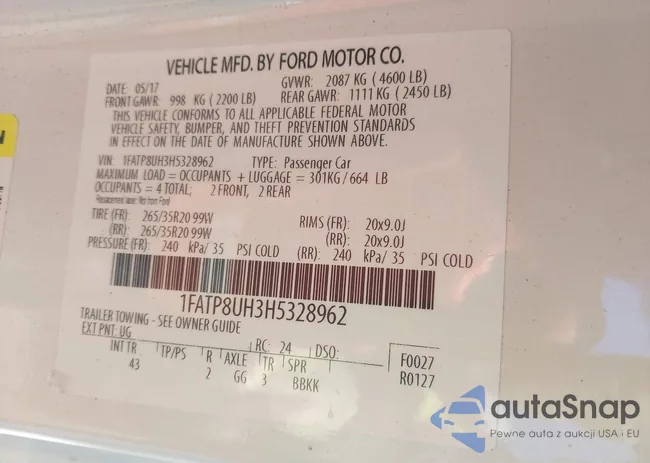 VEHICLE MFD. BY FORD MOTOR CO.
DATE: 05/17 GVWR: 2087 KG ( 4600 LB)
FRONT GAWR: 998 KG ( 2200 LB) REAR GAWR: 1111 KG ( 2450 LB)
THIS VEHICLE CONFORMS TO ALL APPLICABLE FEDERAL MOTOR
VEHICLE SAFETY, BUMPER, AND THEFT PREVENTION STANDARDS
IN EFFECT ON THE DATE OF MANUFACTURE SHOWN ABOVE.
VIN: 1FATP8UH3H5328962 TYPE: Passenger Car
MAXIMUM LOAD = OCCUPANTS + LUGGAGE = 301KG/664 LB
OCCUPANTS = 4 TOTAL; 2 FRONT, 2 REAR
Replacement label: Not from Ford
TIRE (FR): 265/35R20 99W RIMS (FR): 20x9.0J
(RR): 265/35R20 99W (RR): 20x9.0J
PRESSURE (FR): 240 kPa/ 35 PSI COLD (RR): 240 kPa/ 35 PSI COLD
1FATP8UH3H5328962
TRAILER TOWING - SEE OWNER GUIDE
EXT PNT: UG RC: 24 DSO:
INT TR TP/PS R AXLE TR SPR F0027
43 2 GG 3 BBKK R0127
N
autoSnap
Pewne auta z aukcji USA i EU